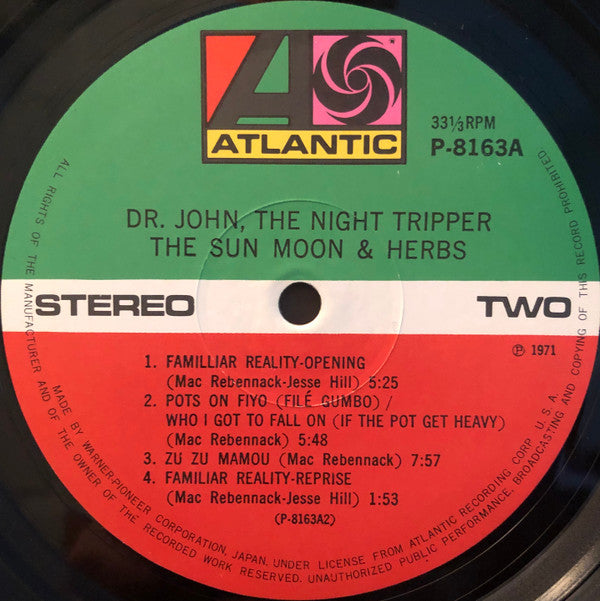 ATLANTIC
33⅓RPM
P-8163A
DR. JOHN, THE NIGHT TRIPPER
THE SUN MOON & HERBS
STEREO
TWO
℗ 1971
1. FAMILLIAR REALITY-OPENING
(Mac Rebennack-Jesse Hill) 5:25
2. POTS ON FIYO (FILÉ GUMBO) /
WHO I GOT TO FALL ON (IF THE POT GET HEAVY)
(Mac Rebennack) 5:48
3. ZU ZU MAMOU (Mac Rebennack) 7:57
4. FAMILIAR REALITY-REPRISE
(Mac Rebennack-Jesse Hill) 1:53
(P-8163A2)
MADE BY WARNER-PIONEER CORPORATION, JAPAN. UNDER LICENSE FROM ATLANTIC RECORDING CORP. U.S.A.
ALL RIGHTS OF THE MANUFACTURER AND OF THE OWNER OF THE RECORDED WORK RESERVED. UNAUTHORIZED PUBLIC PERFORMANCE, BROADCASTING AND COPYING OF THIS RECORD PROHIBITED.